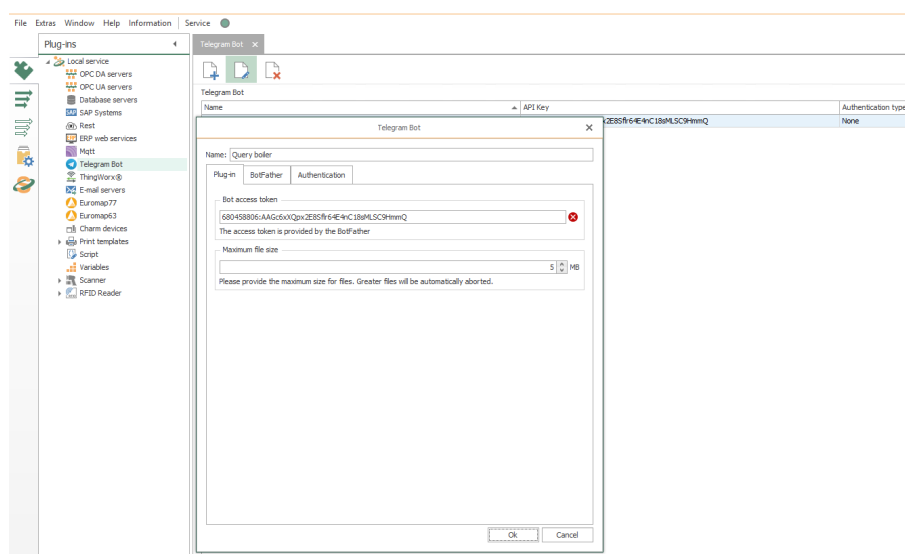 File Extras Window Help Information Service
Plug-ins
Telegram Bot
Local service
OPC DA servers
OPC UA servers
Database servers
SAP SAP Systems
Rest
ERP web services
Mqtt
Telegram Bot
ThingWorx®
E-mail servers
Euromap77
Euromap63
Charm devices
Print templates
Script
Variables
Scanner
RFID Reader
Telegram Bot
Name API Key Authentication type
x2E8Sflr64E4nC18sMLSC9HmmQ None
Telegram Bot
Name: Query boiler
Plug-in BotFather Authentication
Bot access token
680458806:AAGc6xXQpx2E8Sflr64E4nC18sMLSC9HmmQ
The access token is provided by the BotFather
Maximum file size
5 MB
Please provide the maximum size for files. Greater files will be automatically aborted.
Ok Cancel